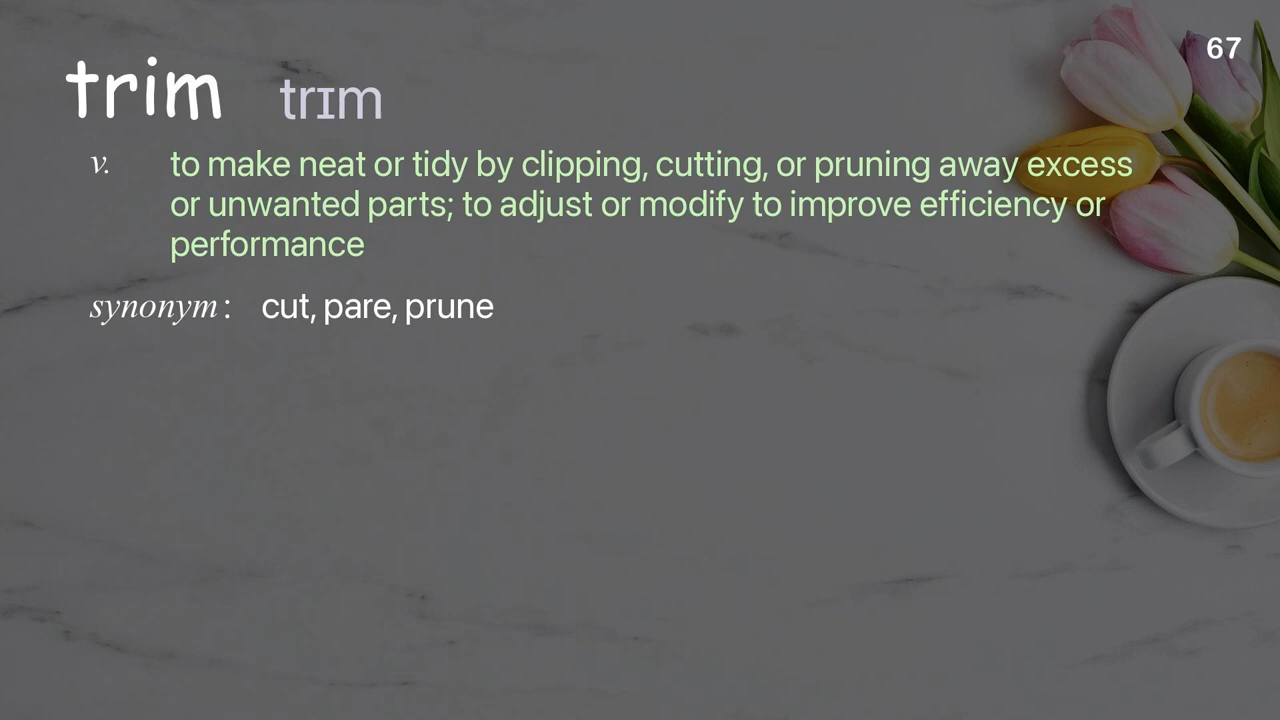 67
trim trɪm
v. to make neat or tidy by clipping, cutting, or pruning away excess
or unwanted parts; to adjust or modify to improve efficiency or
performance
synonym: cut, pare, prune